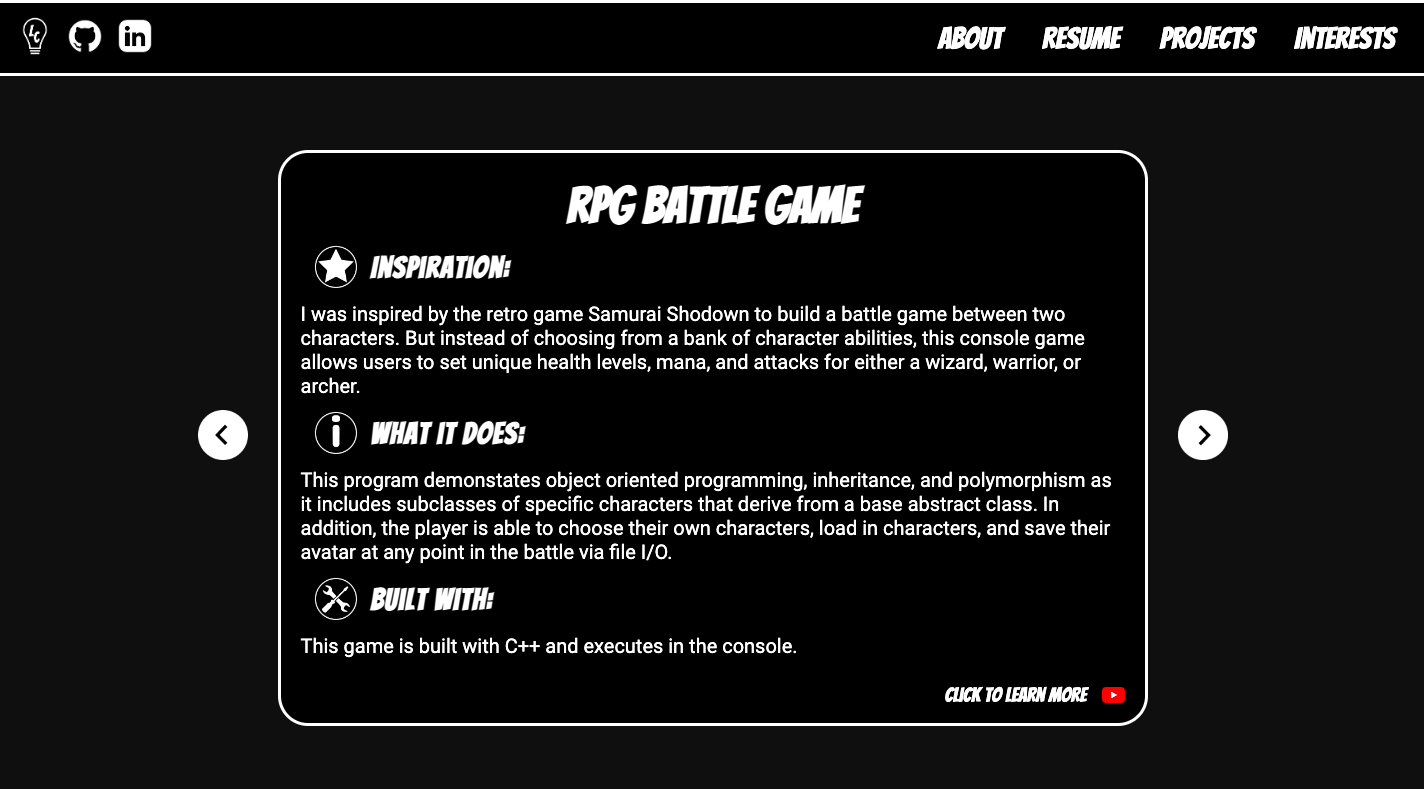 LC
in
ABOUT RESUME PROJECTS INTERESTS
RPG BATTLE GAME
INSPIRATION:
I was inspired by the retro game Samurai Shodown to build a battle game between two
characters. But instead of choosing from a bank of character abilities, this console game
allows users to set unique health levels, mana, and attacks for either a wizard, warrior, or
archer.
WHAT IT DOES:
This program demonstates object oriented programming, inheritance, and polymorphism as
it includes subclasses of specific characters that derive from a base abstract class. In
addition, the player is able to choose their own characters, load in characters, and save their
avatar at any point in the battle via file I/O.
BUILT WITH:
This game is built with C++ and executes in the console.
CLICK TO LEARN MORE